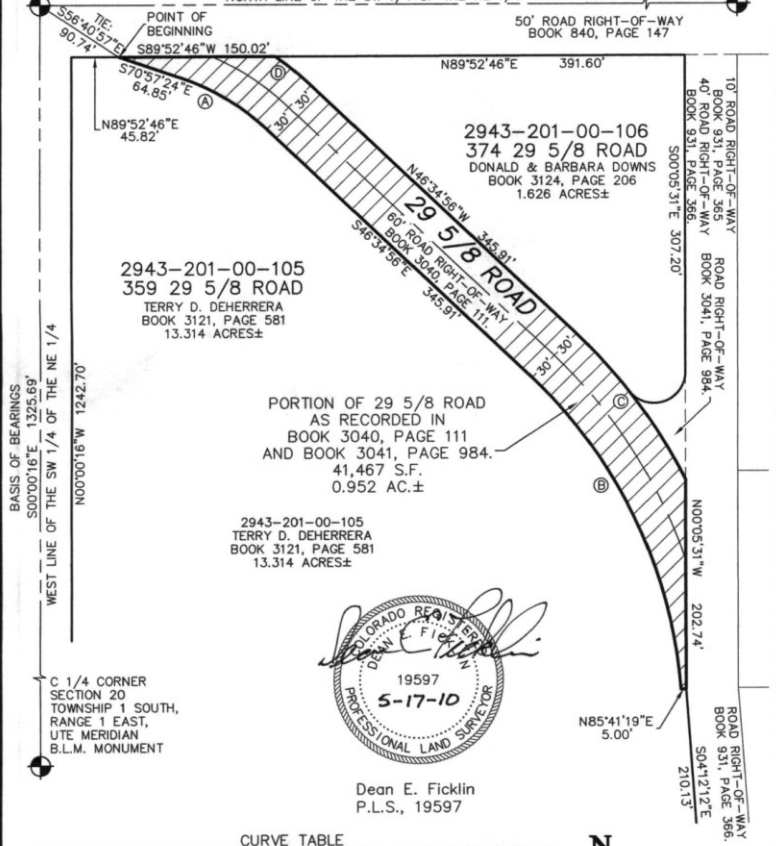 TIE:
S56°40'57"E
90.74'
POINT OF
BEGINNING
S89°52'46"W 150.02'
50' ROAD RIGHT-OF-WAY
BOOK 840, PAGE 147
N89°52'46"E 391.60'
S70°57'24"E
64.85'
A
D
30' 30'
N89°52'46"E
45.82'
2943-201-00-106
374 29 5/8 ROAD
DONALD & BARBARA DOWNS
BOOK 3124, PAGE 206
1.626 ACRES±
10' ROAD RIGHT-OF-WAY
BOOK 931, PAGE 365
40' ROAD RIGHT-OF-WAY
BOOK 931, PAGE 366.
S00°05'31"E 307.20'
N46°34'56"W 345.91'
29 5/8 ROAD
60' ROAD RIGHT-OF-WAY
BOOK 3040, PAGE 111.
S46°34'56"E
345.91'
ROAD RIGHT-OF-WAY
BOOK 3041, PAGE 984.
2943-201-00-105
359 29 5/8 ROAD
TERRY D. DEHERRERA
BOOK 3121, PAGE 581
13.314 ACRES±
30' 30'
C
B
BASIS OF BEARINGS
S00°00'16"E 1325.69'
WEST LINE OF THE SW 1/4 OF THE NE 1/4
N00°00'16"W 1242.70'
PORTION OF 29 5/8 ROAD
AS RECORDED IN
BOOK 3040, PAGE 111
AND BOOK 3041, PAGE 984.
41,467 S.F.
0.952 AC.±
2943-201-00-105
TERRY D. DEHERRERA
BOOK 3121, PAGE 581
13.314 ACRES±
N00°05'31"W 202.74'
COLORADO REGISTERED
DEAN E. FICKLIN
19597
5-17-10
PROFESSIONAL LAND SURVEYOR
C 1/4 CORNER
SECTION 20
TOWNSHIP 1 SOUTH,
RANGE 1 EAST,
UTE MERIDIAN
B.L.M. MONUMENT
N85°41'19"E
5.00'
ROAD RIGHT-OF-WAY
BOOK 931, PAGE 366.
S04°12'12"E
210.13'
Dean E. Ficklin
P.L.S., 19597
CURVE TABLE
N